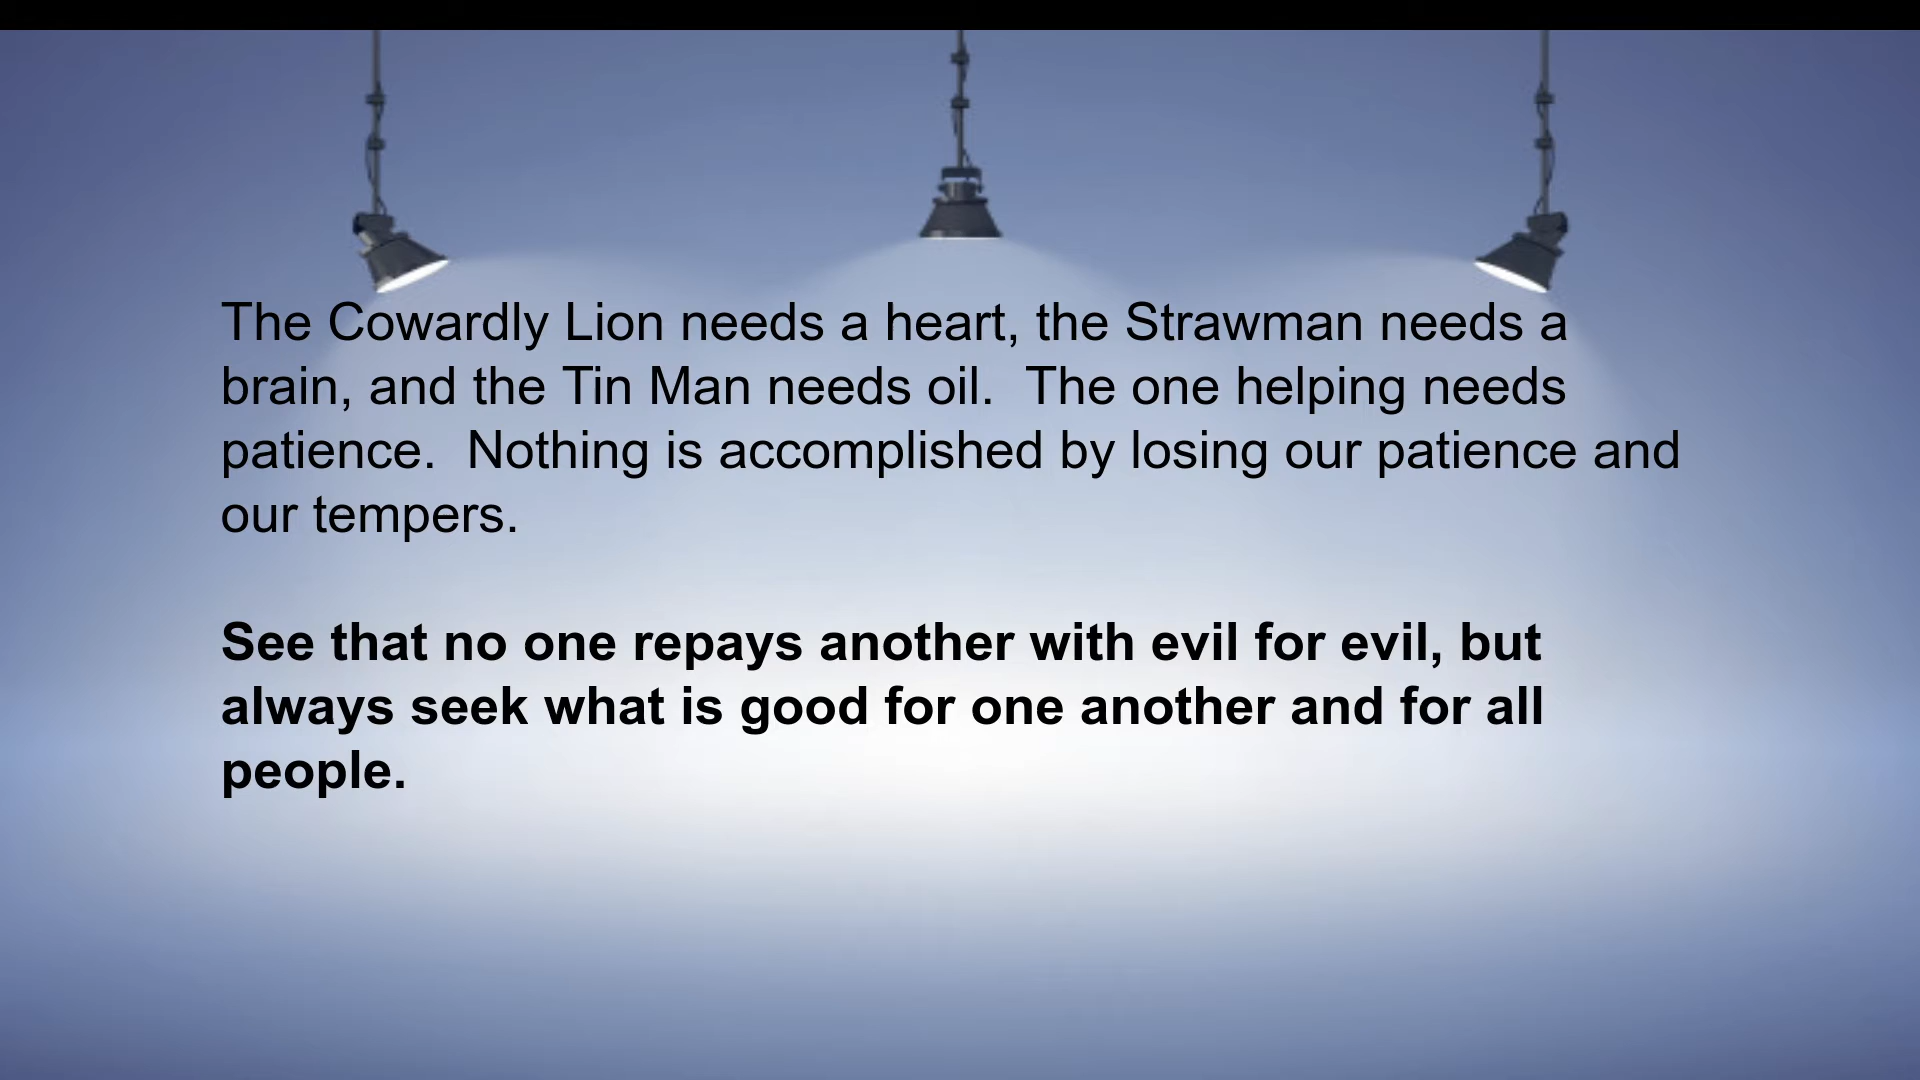 The Cowardly Lion needs a heart, the Strawman needs a
brain, and the Tin Man needs oil.  The one helping needs
patience.  Nothing is accomplished by losing our patience and
our tempers.
See that no one repays another with evil for evil, but
always seek what is good for one another and for all
people.